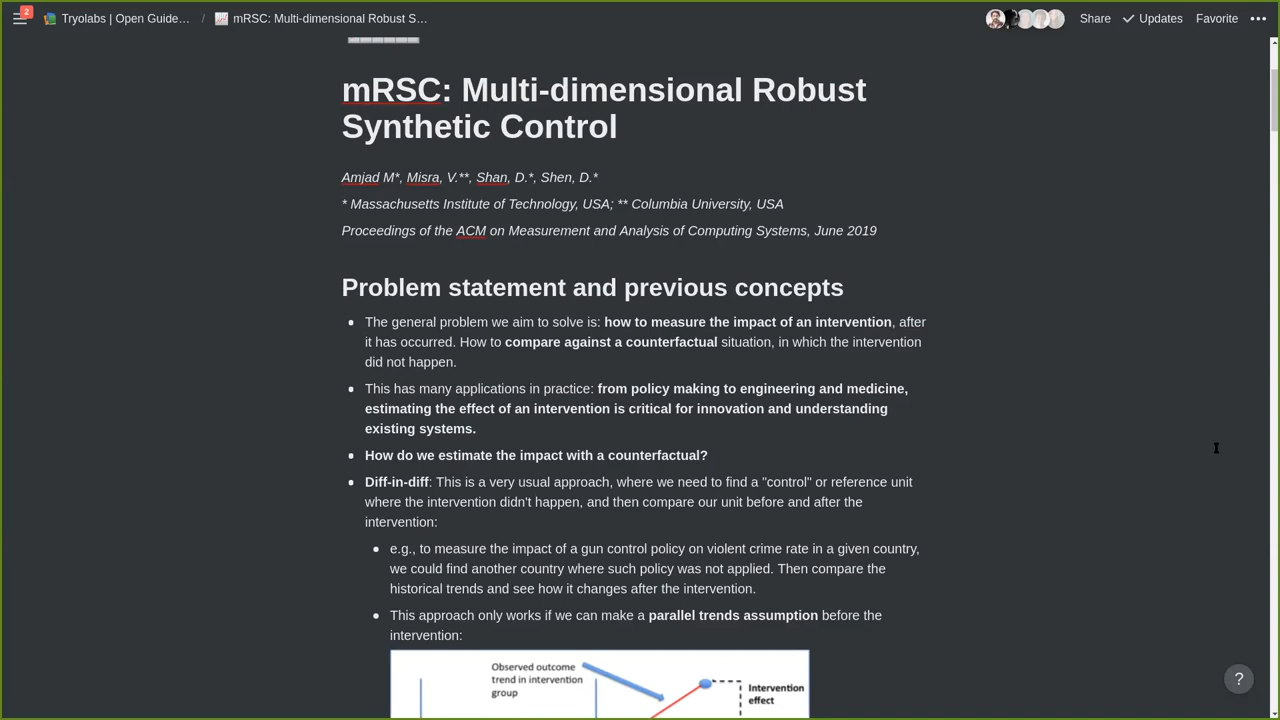 2
Tryolabs | Open Guide… / mRSC: Multi-dimensional Robust S…
Share Updates Favorite
mRSC: Multi-dimensional Robust
Synthetic Control
Amjad M*, Misra, V.**, Shan, D.*, Shen, D.*
* Massachusetts Institute of Technology, USA; ** Columbia University, USA
Proceedings of the ACM on Measurement and Analysis of Computing Systems, June 2019
Problem statement and previous concepts
• The general problem we aim to solve is: how to measure the impact of an intervention, after
it has occurred. How to compare against a counterfactual situation, in which the intervention
did not happen.
• This has many applications in practice: from policy making to engineering and medicine,
estimating the effect of an intervention is critical for innovation and understanding
existing systems.
• How do we estimate the impact with a counterfactual?
• Diff-in-diff: This is a very usual approach, where we need to find a "control" or reference unit
where the intervention didn't happen, and then compare our unit before and after the
intervention:
• e.g., to measure the impact of a gun control policy on violent crime rate in a given country,
we could find another country where such policy was not applied. Then compare the
historical trends and see how it changes after the intervention.
• This approach only works if we can make a parallel trends assumption before the
intervention:
Observed outcome
trend in intervention
group
Intervention
effect
?